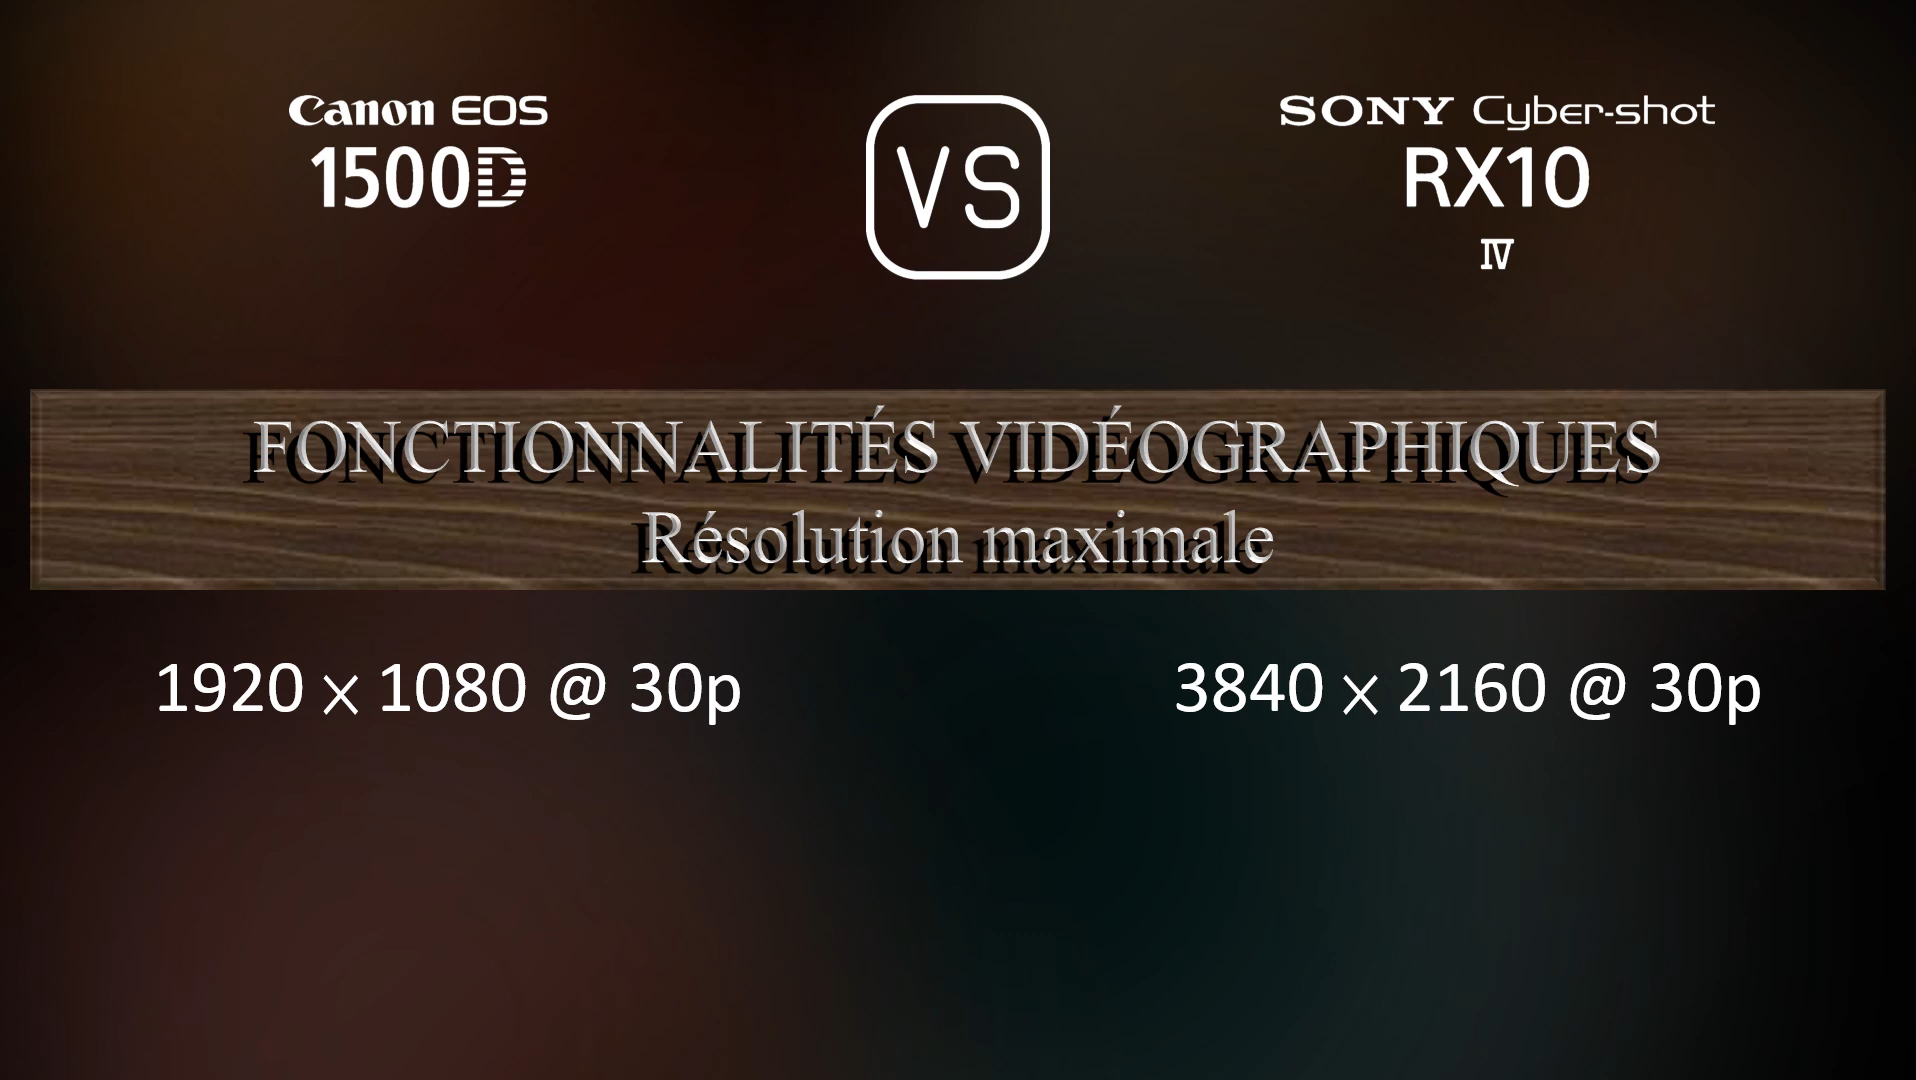 Canon EOS
1500D
VS
SONY Cyber-shot
RX10
IV
FONCTIONNALITÉS VIDÉOGRAPHIQUES
Résolution maximale
1920 x 1080 @ 30p
3840 x 2160 @ 30p